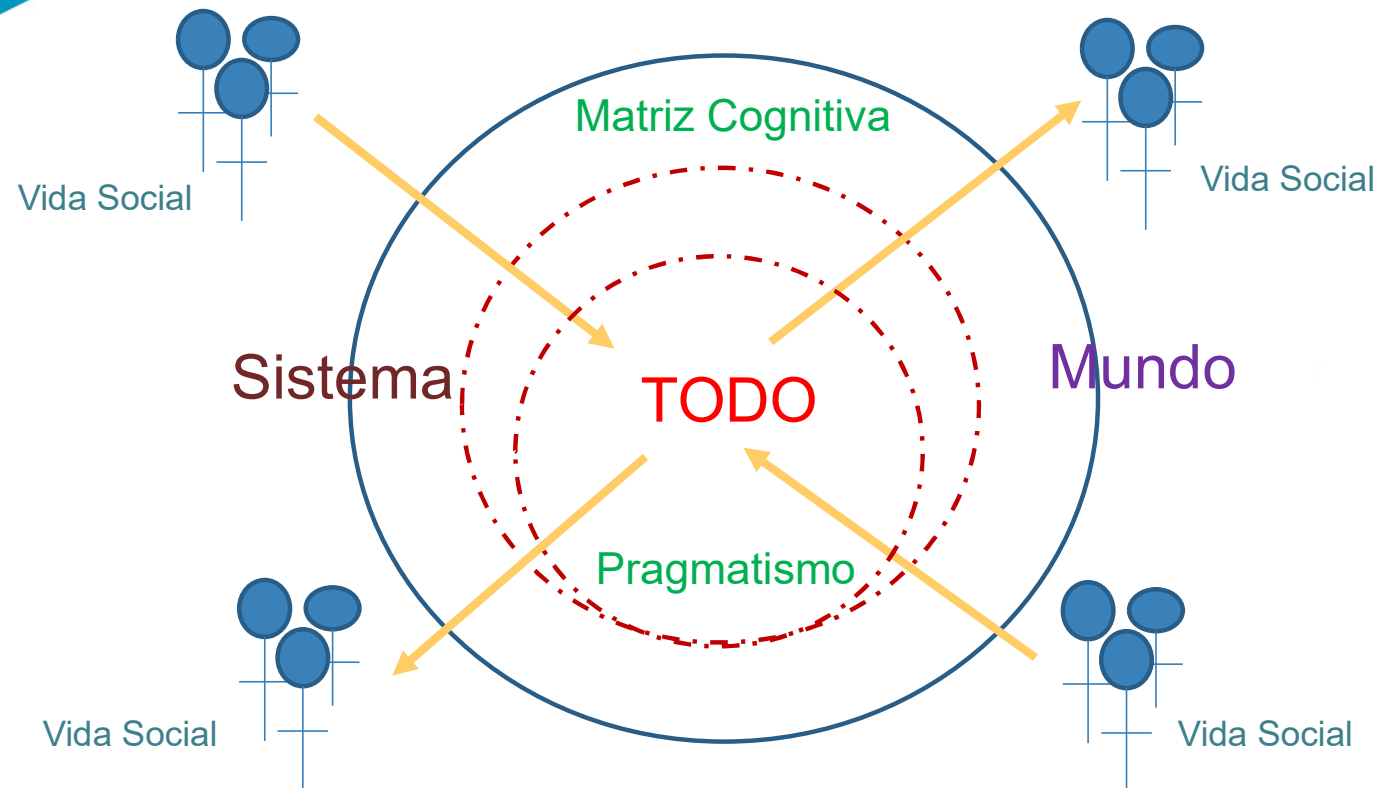 Matriz Cognitiva
Vida Social
Vida Social
Sistema
TODO
Mundo
Pragmatismo
Vida Social
Vida Social